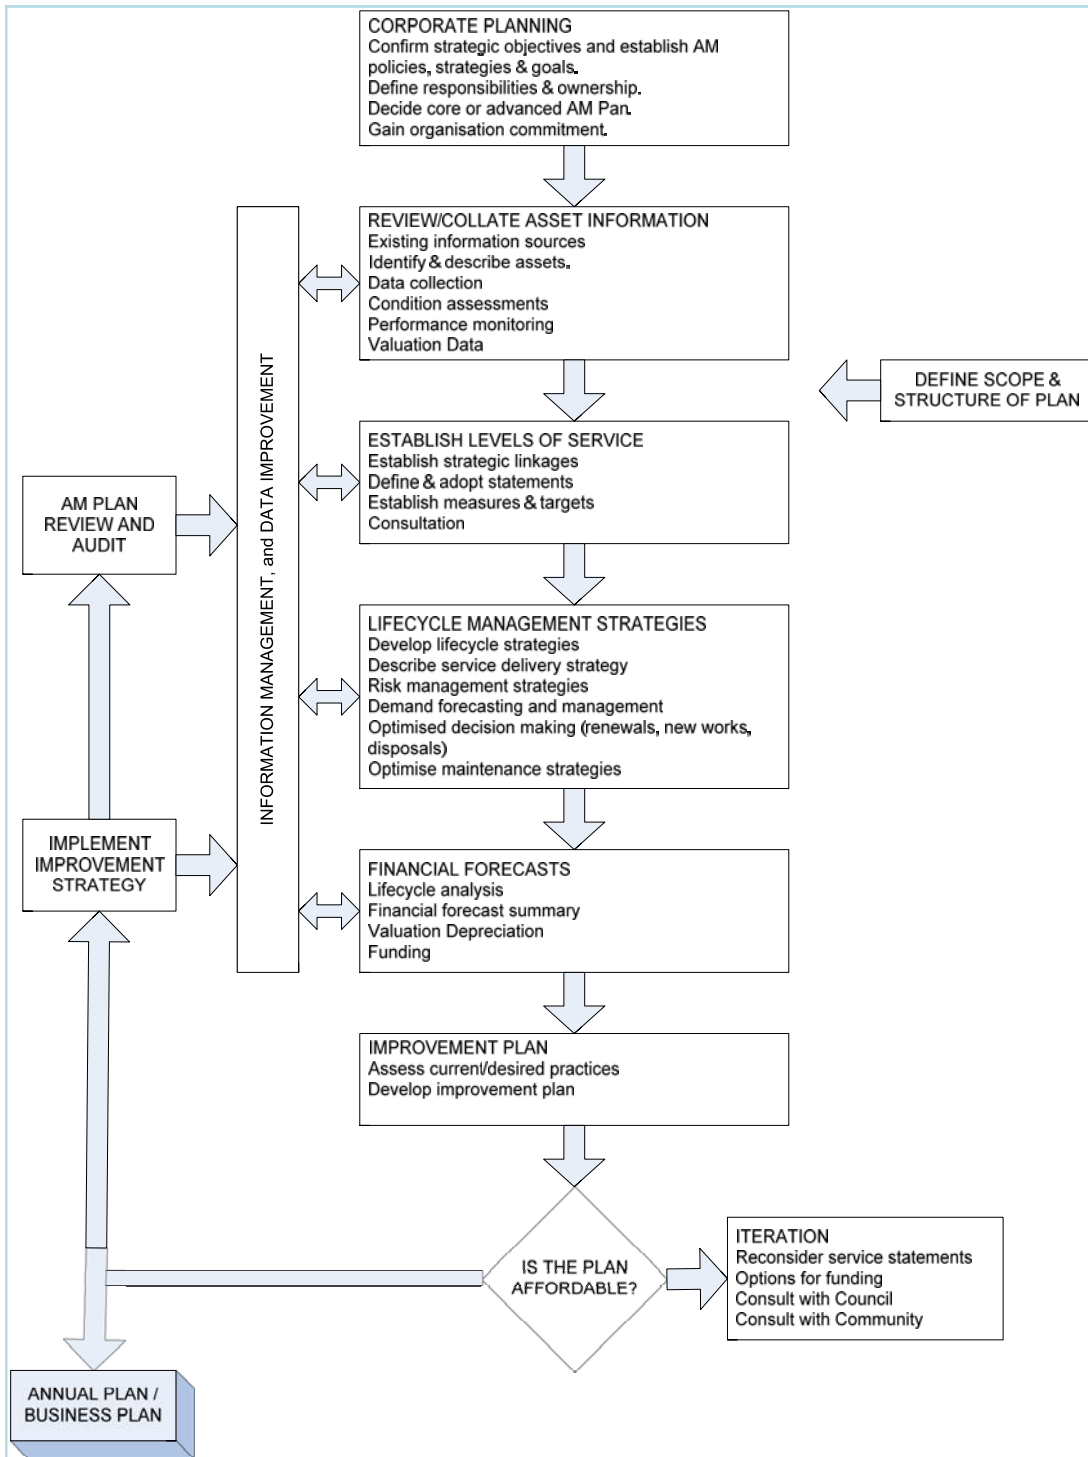 CORPORATE PLANNING
Confirm strategic objectives and establish AM
policies, strategies & goals.
Define responsibilities & ownership.
Decide core or advanced AM Pan.
Gain organisation commitment.
REVIEW/COLLATE ASSET INFORMATION
Existing information sources
Identify & describe assets.
Data collection
Condition assessments
Performance monitoring
Valuation Data
DEFINE SCOPE &
STRUCTURE OF PLAN
INFORMATION MANAGEMENT, and DATA IMPROVEMENT
ESTABLISH LEVELS OF SERVICE
Establish strategic linkages
Define & adopt statements
Establish measures & targets
Consultation
AM PLAN
REVIEW AND
AUDIT
LIFECYCLE MANAGEMENT STRATEGIES
Develop lifecycle strategies
Describe service delivery strategy
Risk management strategies
Demand forecasting and management
Optimised decision making (renewals, new works,
disposals)
Optimise maintenance strategies
IMPLEMENT
IMPROVEMENT
STRATEGY
FINANCIAL FORECASTS
Lifecycle analysis
Financial forecast summary
Valuation Depreciation
Funding
IMPROVEMENT PLAN
Assess current/desired practices
Develop improvement plan
IS THE PLAN
AFFORDABLE?
ITERATION
Reconsider service statements
Options for funding
Consult with Council
Consult with Community
ANNUAL PLAN /
BUSINESS PLAN